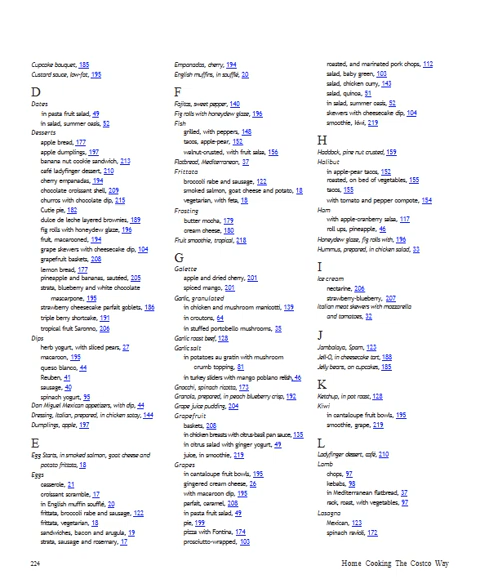 Cupcake bouquet, 185
Custard sauce, low-fat, 195
D
Dates
in pasta fruit salad, 49
in salad, summer oasis, 52
Desserts
apple bread, 177
apple dumplings, 197
banana nut cookie sandwich, 213
café ladyfinger dessert, 210
cherry empanadas, 194
chocolate croissant shell, 209
churros with chocolate dip, 215
Cutie pie, 182
dulce de leche layered brownies, 189
fig rolls with honeydew glaze, 196
fruit, macarooned, 194
grape skewers with cheesecake dip, 104
grapefruit baskets, 208
lemon bread, 177
pineapple and bananas, sautéed, 205
strata, blueberry and white chocolate
mascarpone, 195
strawberry cheesecake parfait goblets, 186
triple berry shortcake, 191
tropical fruit Saronno, 206
Dips
herb yogurt, with sliced pears, 27
macaroon, 195
queso blanco, 44
Reuben, 41
sausage, 40
spinach yogurt, 95
Don Miguel Mexican appetizers, with dip, 44
Dressing, Italian, prepared, in chicken satay, 144
Dumplings, apple, 197
E
Egg Starts, in smoked salmon, goat cheese and
potato frittata, 18
Eggs
casserole, 21
croissant scramble, 17
in English muffin soufflé, 20
frittata, broccoli rabe and sausage, 122
frittata, vegetarian, 18
sandwiches, bacon and arugula, 19
strata, sausage and rosemary, 17
Empanadas, cherry, 194
English muffins, in soufflé, 20
F
Fajitas, sweet pepper, 140
Fig rolls with honeydew glaze, 196
Fish
grilled, with peppers, 148
tacos, apple-pear, 152
walnut-crusted, with fruit salsa, 156
Flatbread, Mediterranean, 37
Frittata
broccoli rabe and sausage, 122
smoked salmon, goat cheese and potato, 18
vegetarian, with feta, 18
Frosting
butter mocha, 179
cream cheese, 180
Fruit smoothie, tropical, 218
G
Galette
apple and dried cherry, 201
spiced mango, 201
Garlic, granulated
in chicken and mushroom manicotti, 139
in croutons, 64
in stuffed portobello mushrooms, 35
Garlic roast beef, 128
Garlic salt
in potatoes au gratin with mushroom
crumb topping, 81
in turkey sliders with mango poblano relish, 46
Gnocchi, spinach ricotta, 173
Granola, prepared, in peach blueberry crisp, 192
Grape juice pudding, 204
Grapefruit
baskets, 208
in chicken breasts with citrus-basil pan sauce, 135
in citrus salad with ginger yogurt, 49
juice, in smoothie, 219
Grapes
in cantaloupe fruit bowls, 195
gingered cream cheese, 26
with macaroon dip, 195
parfait, caramel, 208
in pasta fruit salad, 49
pie, 199
pizza with Fontina, 174
prosciutto-wrapped, 103
roasted, and marinated pork chops, 112
salad, baby green, 103
salad, chicken curry, 143
salad, quinoa, 51
in salad, summer oasis, 52
skewers with cheesecake dip, 104
smoothie, kiwi, 219
H
Haddock, pine nut crusted, 159
Halibut
in apple-pear tacos, 152
roasted, on bed of vegetables, 155
tacos, 153
with tomato and pepper compote, 154
Ham
with apple-cranberry salsa, 117
roll ups, pineapple, 46
Honeydew glaze, fig rolls with, 196
Hummus, prepared, in chicken salad, 33
I
Ice cream
nectarine, 206
strawberry-blueberry, 207
Italian meat skewers with mozzarella
and tomatoes, 32
J
Jambalaya, Spam, 123
Jell-O, in cheesecake tart, 188
Jelly beans, on cupcakes, 185
K
Ketchup, in pot roast, 128
Kiwi
in cantaloupe fruit bowls, 195
smoothie, grape, 219
L
Ladyfinger dessert, café, 210
Lamb
chops, 97
kebabs, 98
in Mediterranean flatbread, 37
rack, roast, with vegetables, 97
Lasagna
Mexican, 123
spinach ravioli, 172
224
Home Cooking The Costco Way